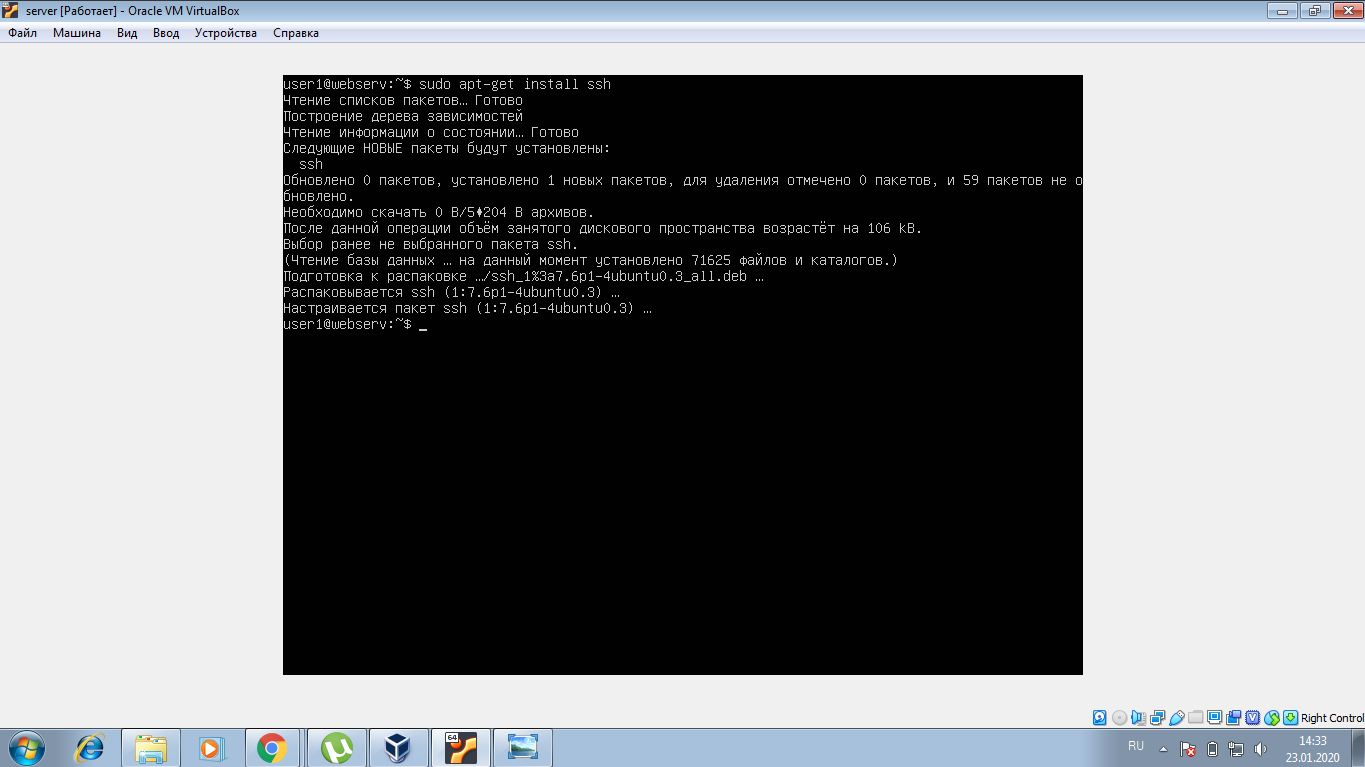 server [Работает] - Oracle VM VirtualBox
Файл Машина Вид Ввод Устройства Справка
user1@webserv:~$ sudo apt-get install ssh
Чтение списков пакетов… Готово
Построение дерева зависимостей
Чтение информации о состоянии… Готово
Следующие НОВЫЕ пакеты будут установлены:
  ssh
Обновлено 0 пакетов, установлено 1 новых пакетов, для удаления отмечено 0 пакетов, и 59 пакетов не о
бновлено.
Необходимо скачать 0 B/5♦204 B архивов.
После данной операции объём занятого дискового пространства возрастёт на 106 kB.
Выбор ранее не выбранного пакета ssh.
(Чтение базы данных … на данный момент установлено 71625 файлов и каталогов.)
Подготовка к распаковке …/ssh_1%3a7.6p1-4ubuntu0.3_all.deb …
Распаковывается ssh (1:7.6p1-4ubuntu0.3) …
Настраивается пакет ssh (1:7.6p1-4ubuntu0.3) …
user1@webserv:~$ _
Right Control
64
RU
14:33
23.01.2020